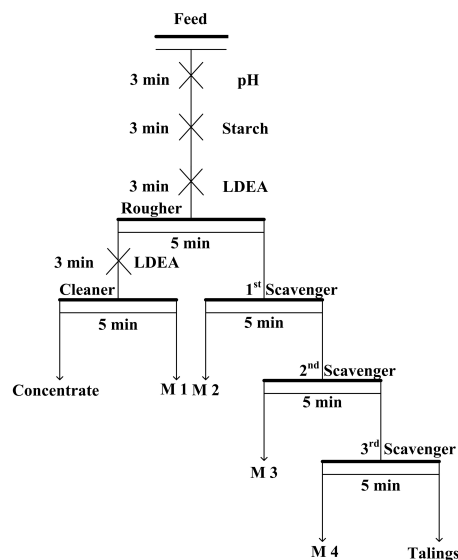 Feed
3 min pH
3 min Starch
3 min LDEA
Rougher
5 min
3 min LDEA
Cleaner 1st Scavenger
5 min 5 min
Concentrate M 1 M 2 2nd Scavenger
5 min
M 3 3rd Scavenger
5 min
M 4 Talings